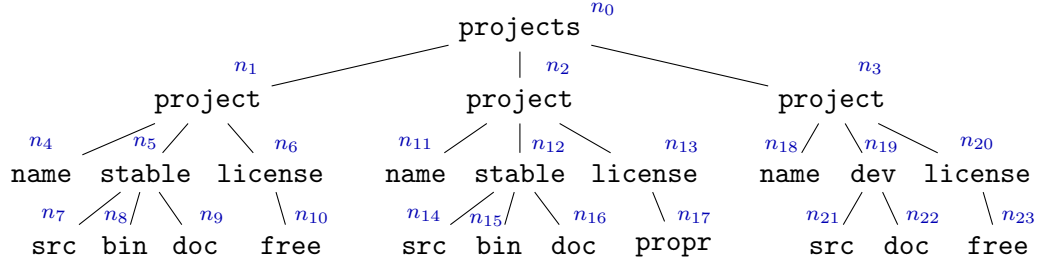 n0
projects
n1 n2 n3
project project project
n4 n5 n6 n11 n12 n13 n18 n19 n20
name stable license name stable license name dev license
n7 n8 n9 n10 n14 n15 n16 n17 n21 n22 n23
src bin doc free src bin doc propr src doc free